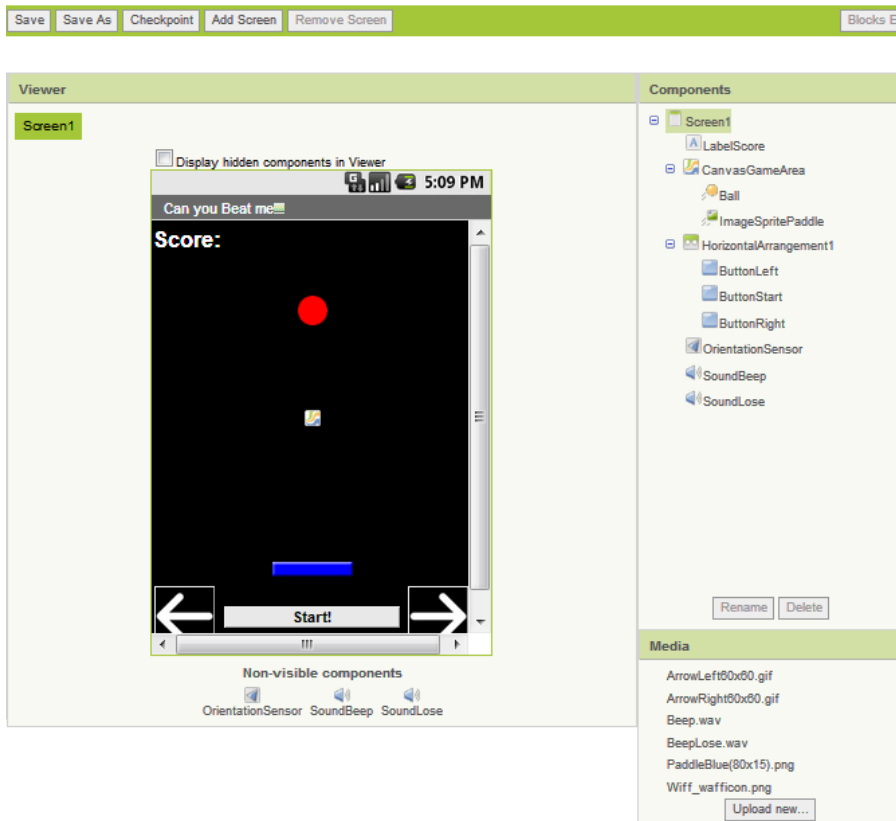 Save Save As Checkpoint Add Screen Remove Screen Blocks E
Viewer
Screen1
Display hidden components in Viewer
5:09 PM
Can you Beat me
Score:
Start!
Non-visible components
OrientationSensor SoundBeep SoundLose
Components
Screen1
LabelScore
CanvasGameArea
Ball
ImageSpritePaddle
HorizontalArrangement1
ButtonLeft
ButtonStart
ButtonRight
OrientationSensor
SoundBeep
SoundLose
Rename Delete
Media
ArrowLeft60x60.gif
ArrowRight60x60.gif
Beep.wav
BeepLose.wav
PaddleBlue(80x15).png
Wiff_wafficon.png
Upload new...